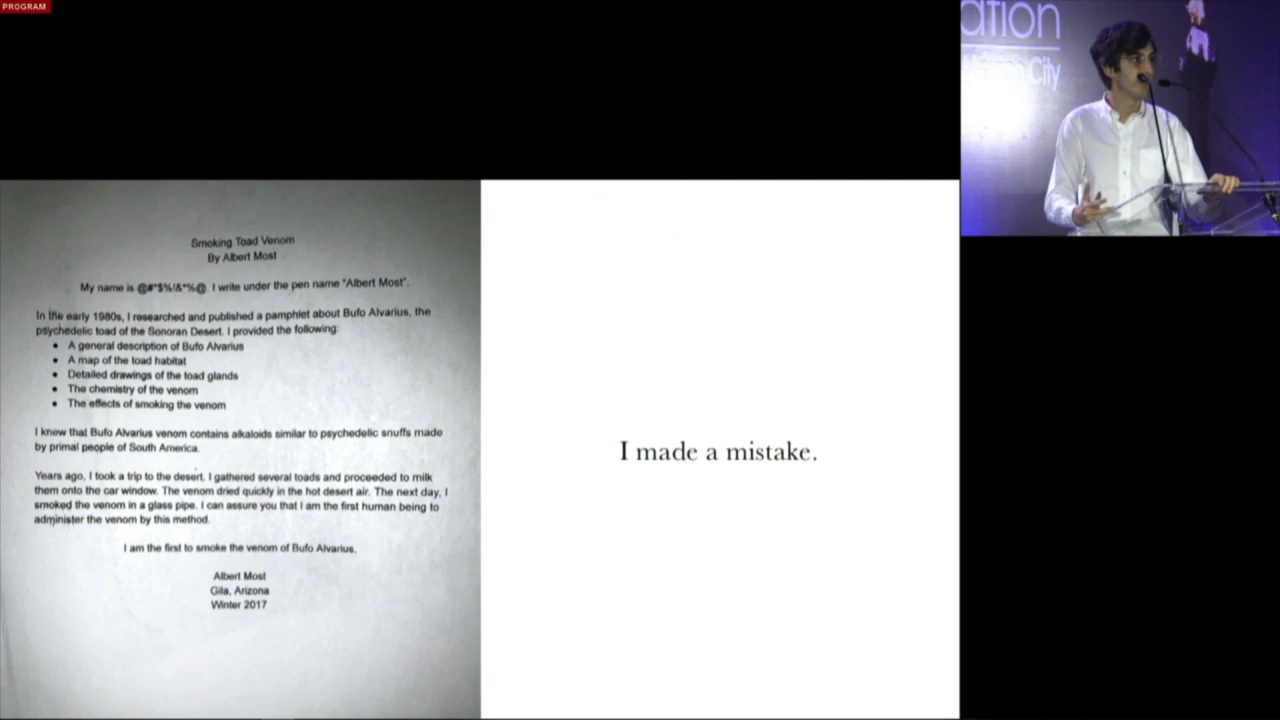 PROGRAM
ation
City
Smoking Toad Venom
By Albert Most
My name is @#*$%!&*%@. I write under the pen name "Albert Most".
In the early 1980s, I researched and published a pamphlet about Bufo Alvarius, the
psychedelic toad of the Sonoran Desert. I provided the following:
• A general description of Bufo Alvarius
• A map of the toad habitat
• Detailed drawings of the toad glands
• The chemistry of the venom
• The effects of smoking the venom
I knew that Bufo Alvarius venom contains alkaloids similar to psychedelic snuffs made
by primal people of South America.
Years ago, I took a trip to the desert. I gathered several toads and proceeded to milk
them onto the car window. The venom dried quickly in the hot desert air. The next day, I
smoked the venom in a glass pipe. I can assure you that I am the first human being to
administer the venom by this method.
I am the first to smoke the venom of Bufo Alvarius.
Albert Most
Gila, Arizona
Winter 2017
I made a mistake.